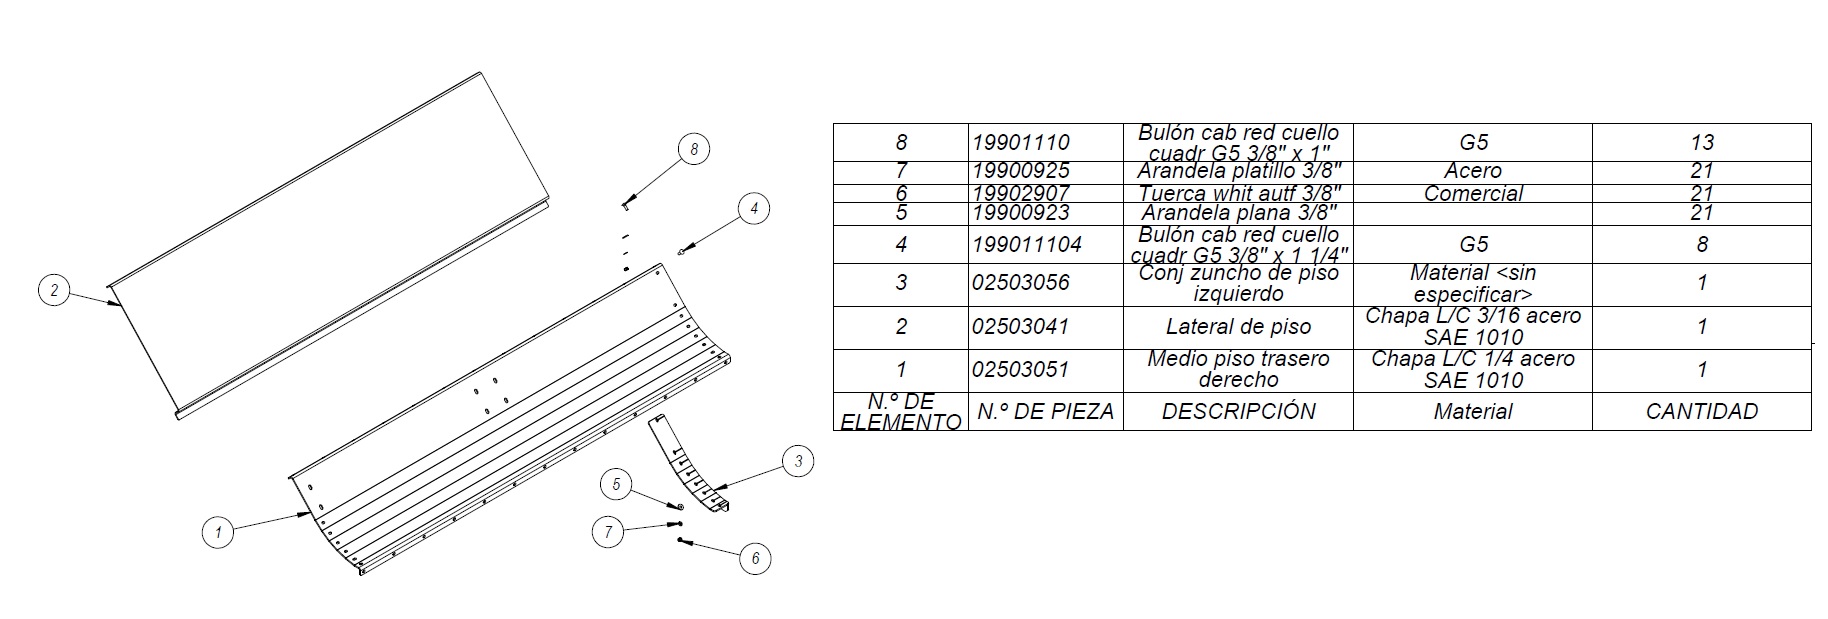 8
4
2
3
5
1
7
6
8 19901110 Bulón cab red cuello G5 13
cuadr G5 3/8" x 1"
7 19900925 Arandela platillo 3/8" Acero 21
6 19902907 Tuerca whit autf 3/8" Comercial 21
5 19900923 Arandela plana 3/8" 21
4 199011104 Bulón cab red cuello G5 8
cuadr G5 3/8" x 1 1/4"
3 02503056 Conj zuncho de piso Material <sin 1
izquierdo especificar>
2 02503041 Lateral de piso Chapa L/C 3/16 acero 1
SAE 1010
1 02503051 Medio piso trasero Chapa L/C 1/4 acero 1
derecho SAE 1010
N.º DE N.º DE PIEZA DESCRIPCIÓN Material CANTIDAD
ELEMENTO